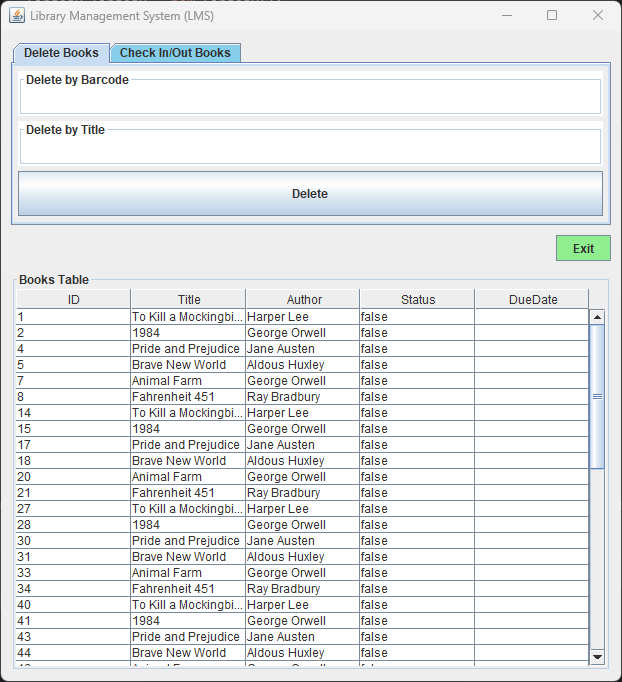 Library Management System (LMS)
Delete Books Check In/Out Books
Delete by Barcode
Delete by Title
Delete
Exit
Books Table
ID Title Author Status DueDate
1 To Kill a Mockingbi... Harper Lee false
2 1984 George Orwell false
4 Pride and Prejudice Jane Austen false
5 Brave New World Aldous Huxley false
7 Animal Farm George Orwell false
8 Fahrenheit 451 Ray Bradbury false
14 To Kill a Mockingbi... Harper Lee false
15 1984 George Orwell false
17 Pride and Prejudice Jane Austen false
18 Brave New World Aldous Huxley false
20 Animal Farm George Orwell false
21 Fahrenheit 451 Ray Bradbury false
27 To Kill a Mockingbi... Harper Lee false
28 1984 George Orwell false
30 Pride and Prejudice Jane Austen false
31 Brave New World Aldous Huxley false
33 Animal Farm George Orwell false
34 Fahrenheit 451 Ray Bradbury false
40 To Kill a Mockingbi... Harper Lee false
41 1984 George Orwell false
43 Pride and Prejudice Jane Austen false
44 Brave New World Aldous Huxley false